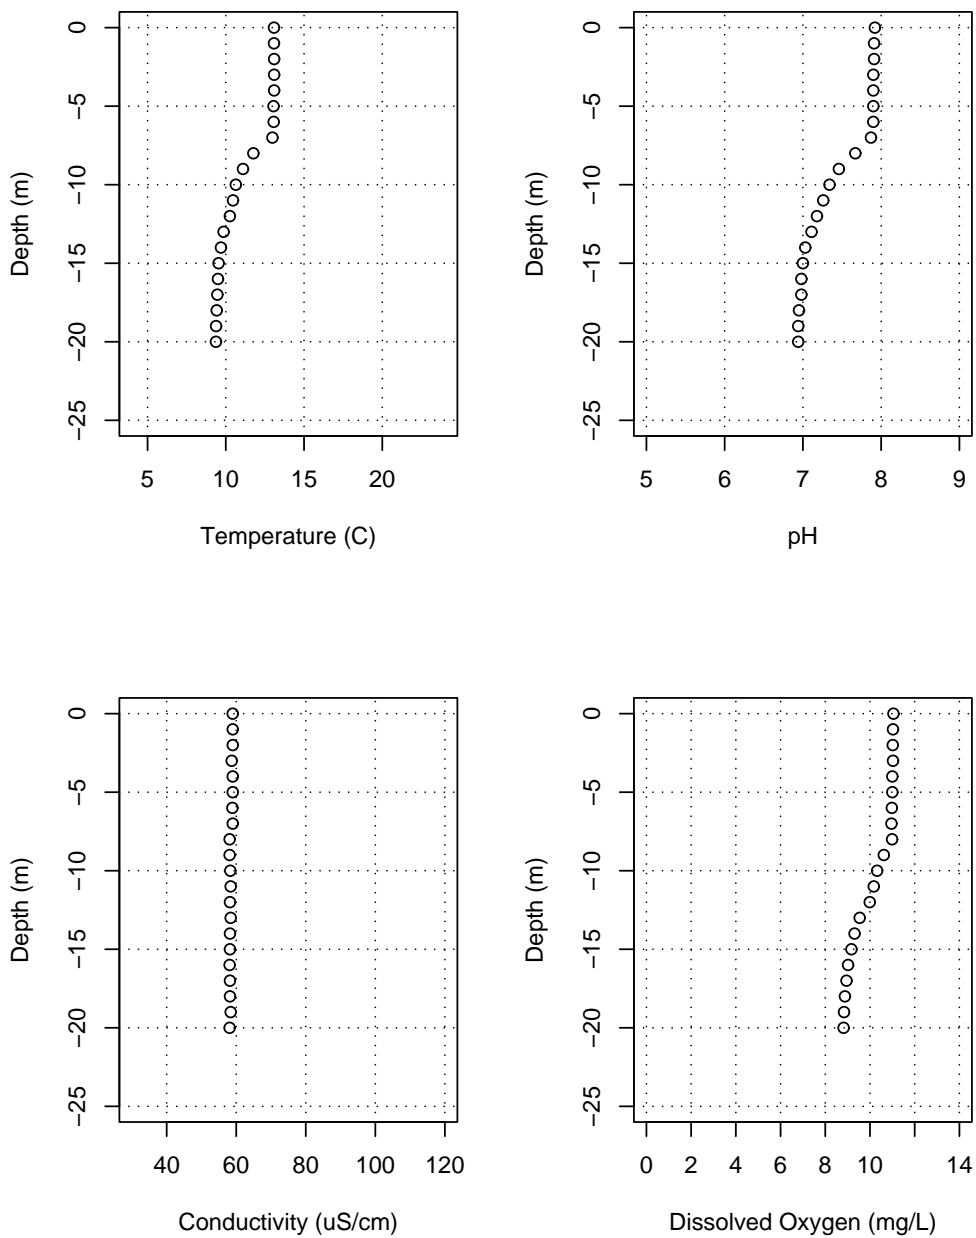 0
−5
−10
−15
−20
−25
Depth (m)
5 10 15 20
Temperature (C)
0
−5
−10
−15
−20
−25
Depth (m)
5 6 7 8 9
pH
0
−5
−10
−15
−20
−25
Depth (m)
40 60 80 100 120
Conductivity (uS/cm)
0
−5
−10
−15
−20
−25
Depth (m)
0 2 4 6 8 10 14
Dissolved Oxygen (mg/L)